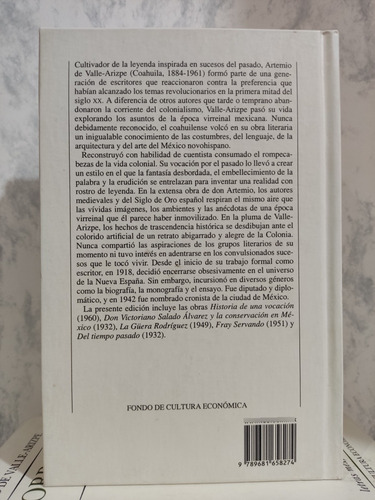 Cultivador de la leyenda inspirada en sucesos del pasado, Artemio
de Valle-Arizpe (Coahuila, 1884-1961) formó parte de una gene-
ración de escritores que reaccionaron contra la preferencia que
habían alcanzado los temas revolucionarios en la primera mitad del
siglo XX. A diferencia de otros autores que tarde o temprano aban-
donaron la corriente del colonialismo, Valle-Arizpe pasó su vida
explorando los asuntos de la época virreinal mexicana. Nunca
debidamente reconocido, el coahuilense volcó en su obra literaria
un inigualable conocimiento de las costumbres, del lenguaje, de la
arquitectura y del arte del México novohispano.
Reconstruyó con habilidad de cuentista consumado el rompeca-
bezas de la vida colonial. Su vocación por el pasado lo llevó a crear
un estilo en el que la fantasía desbordada, el embellecimiento de
la palabra y la erudición se entrelazan para inventar una realidad
con rostro de leyenda. En la extensa obra de don Artemio, los autores
medievales y del Siglo de Oro español respiran el mismo aire que
las vívidas imágenes, los ambientes y las anécdotas de una época
virreinal que él parece haber inmovilizado. En la pluma de Valle-
Arizpe, los hechos de trascendencia histórica se desdibujan ante el
colorido artificial de un retrato abigarrado y alegre de la Colonia.
Nunca compartió las aspiraciones de los grupos literarios de su
momento ni tuvo interés en adentrarse en los convulsionados suce-
sos que le tocó vivir. Desde el inicio de su trabajo formal como
escritor, en 1918, decidió encerrarse obsesivamente en el universo
de la Nueva España. Sin embargo, incursionó en diversos géneros
como la biografía, la monografía y el ensayo. Fue diputado y diplo-
mático, y en 1942 fue nombrado cronista de la ciudad de México.
La presente edición incluye las obras Historia de una vocación
(1960), Don Victoriano Salado Álvarez y la conservación en Mé-
xico (1932), La Güera Rodríguez (1949), Fray Servando (1951) y
Del tiempo pasado (1932).
FONDO DE CULTURA ECONÓMICA
9 789681 658274
DE VALLE-ARIZPE